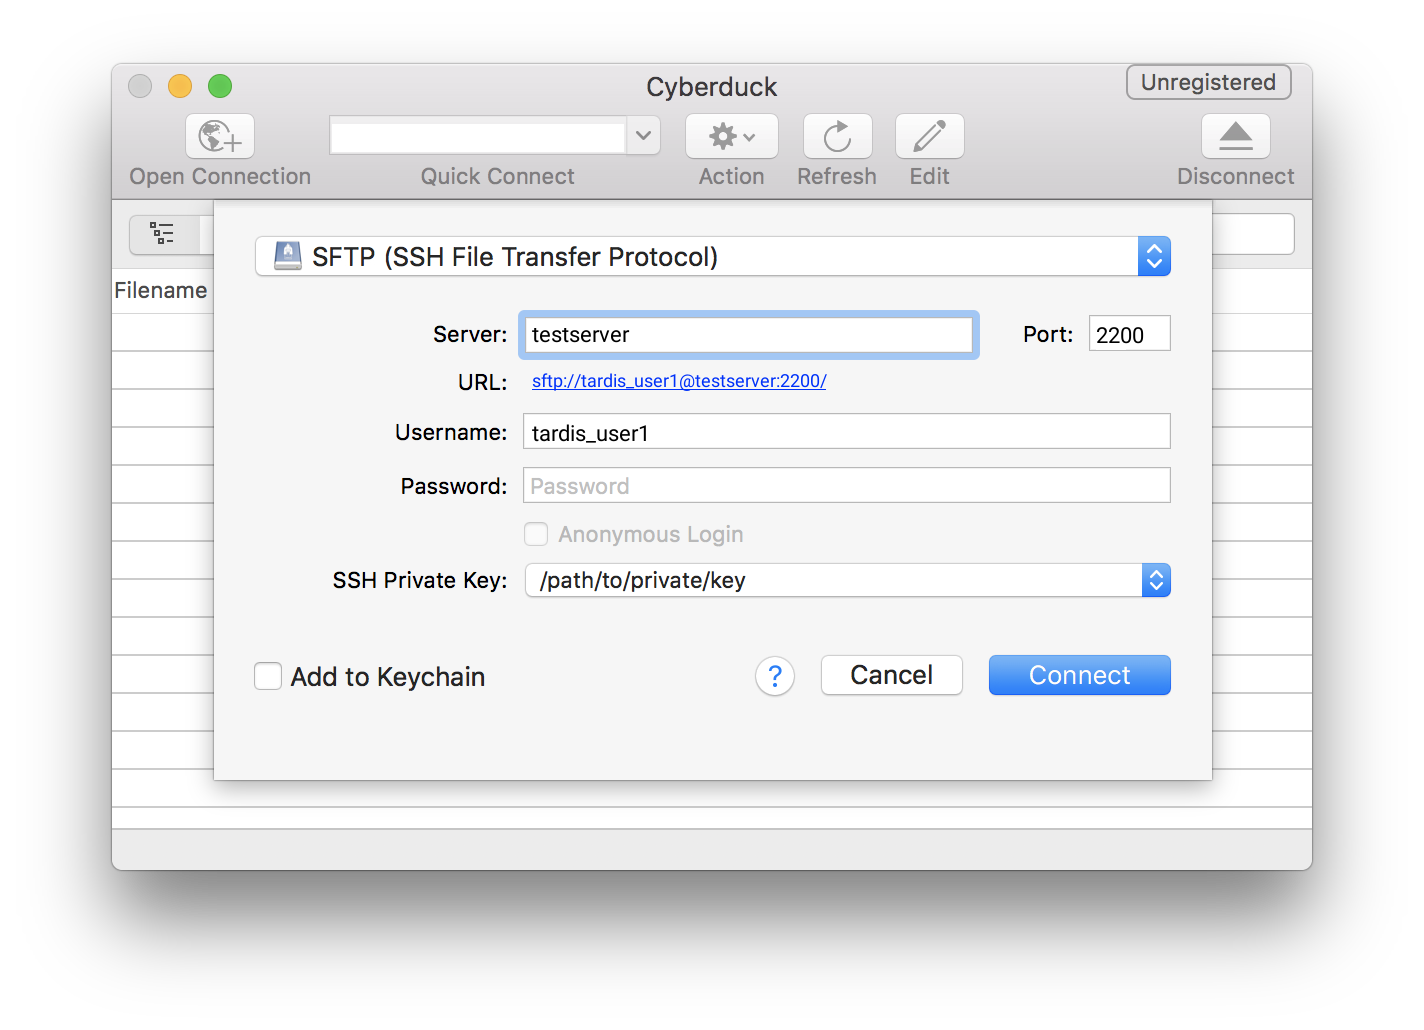 Cyberduck
Unregistered
Open Connection
Quick Connect
Action
Refresh
Edit
Disconnect
SFTP (SSH File Transfer Protocol)
Filename
Server: testserver Port: 2200
URL: sftp://tardis_user1@testserver:2200/
Username: tardis_user1
Password: Password
Anonymous Login
SSH Private Key: /path/to/private/key
Add to Keychain ? Cancel Connect